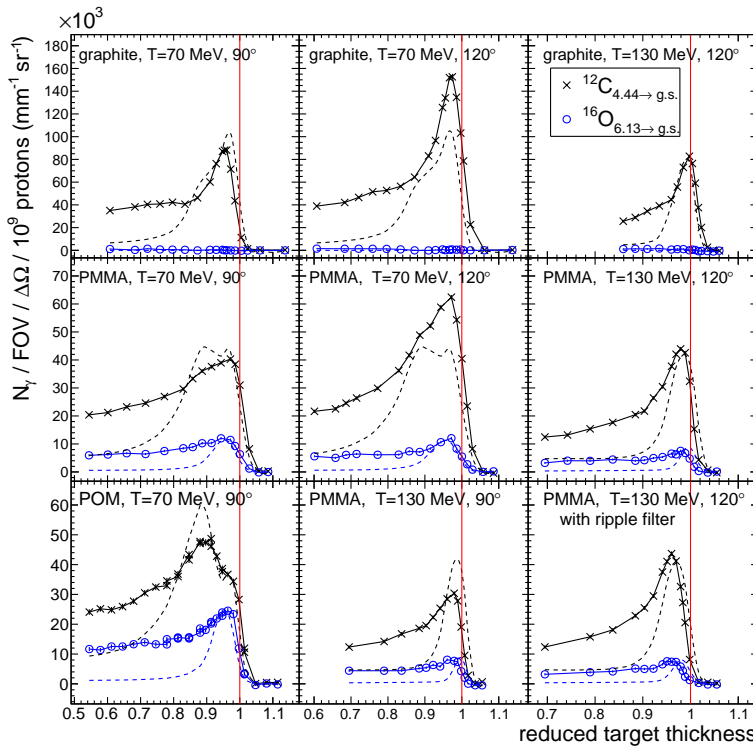 ×10³
graphite, T=70 MeV, 90°
graphite, T=70 MeV, 120°
graphite, T=130 MeV, 120°
¹²C4.44→ g.s.
¹⁶O6.13→ g.s.
180
160
140
120
100
80
60
40
20
0
PMMA, T=70 MeV, 90°
PMMA, T=70 MeV, 120°
PMMA, T=130 MeV, 120°
70
60
50
40
30
20
10
0
POM, T=70 MeV, 90°
PMMA, T=130 MeV, 90°
PMMA, T=130 MeV, 120°
with ripple filter
60
50
40
30
20
10
0
Nγ / FOV / ΔΩ / 10⁹ protons (mm⁻¹ sr⁻¹)
0.5 0.6 0.7 0.8 0.9 1 1.1
0.6 0.7 0.8 0.9 1 1.1
0.7 0.8 0.9 1 1.1
reduced target thickness